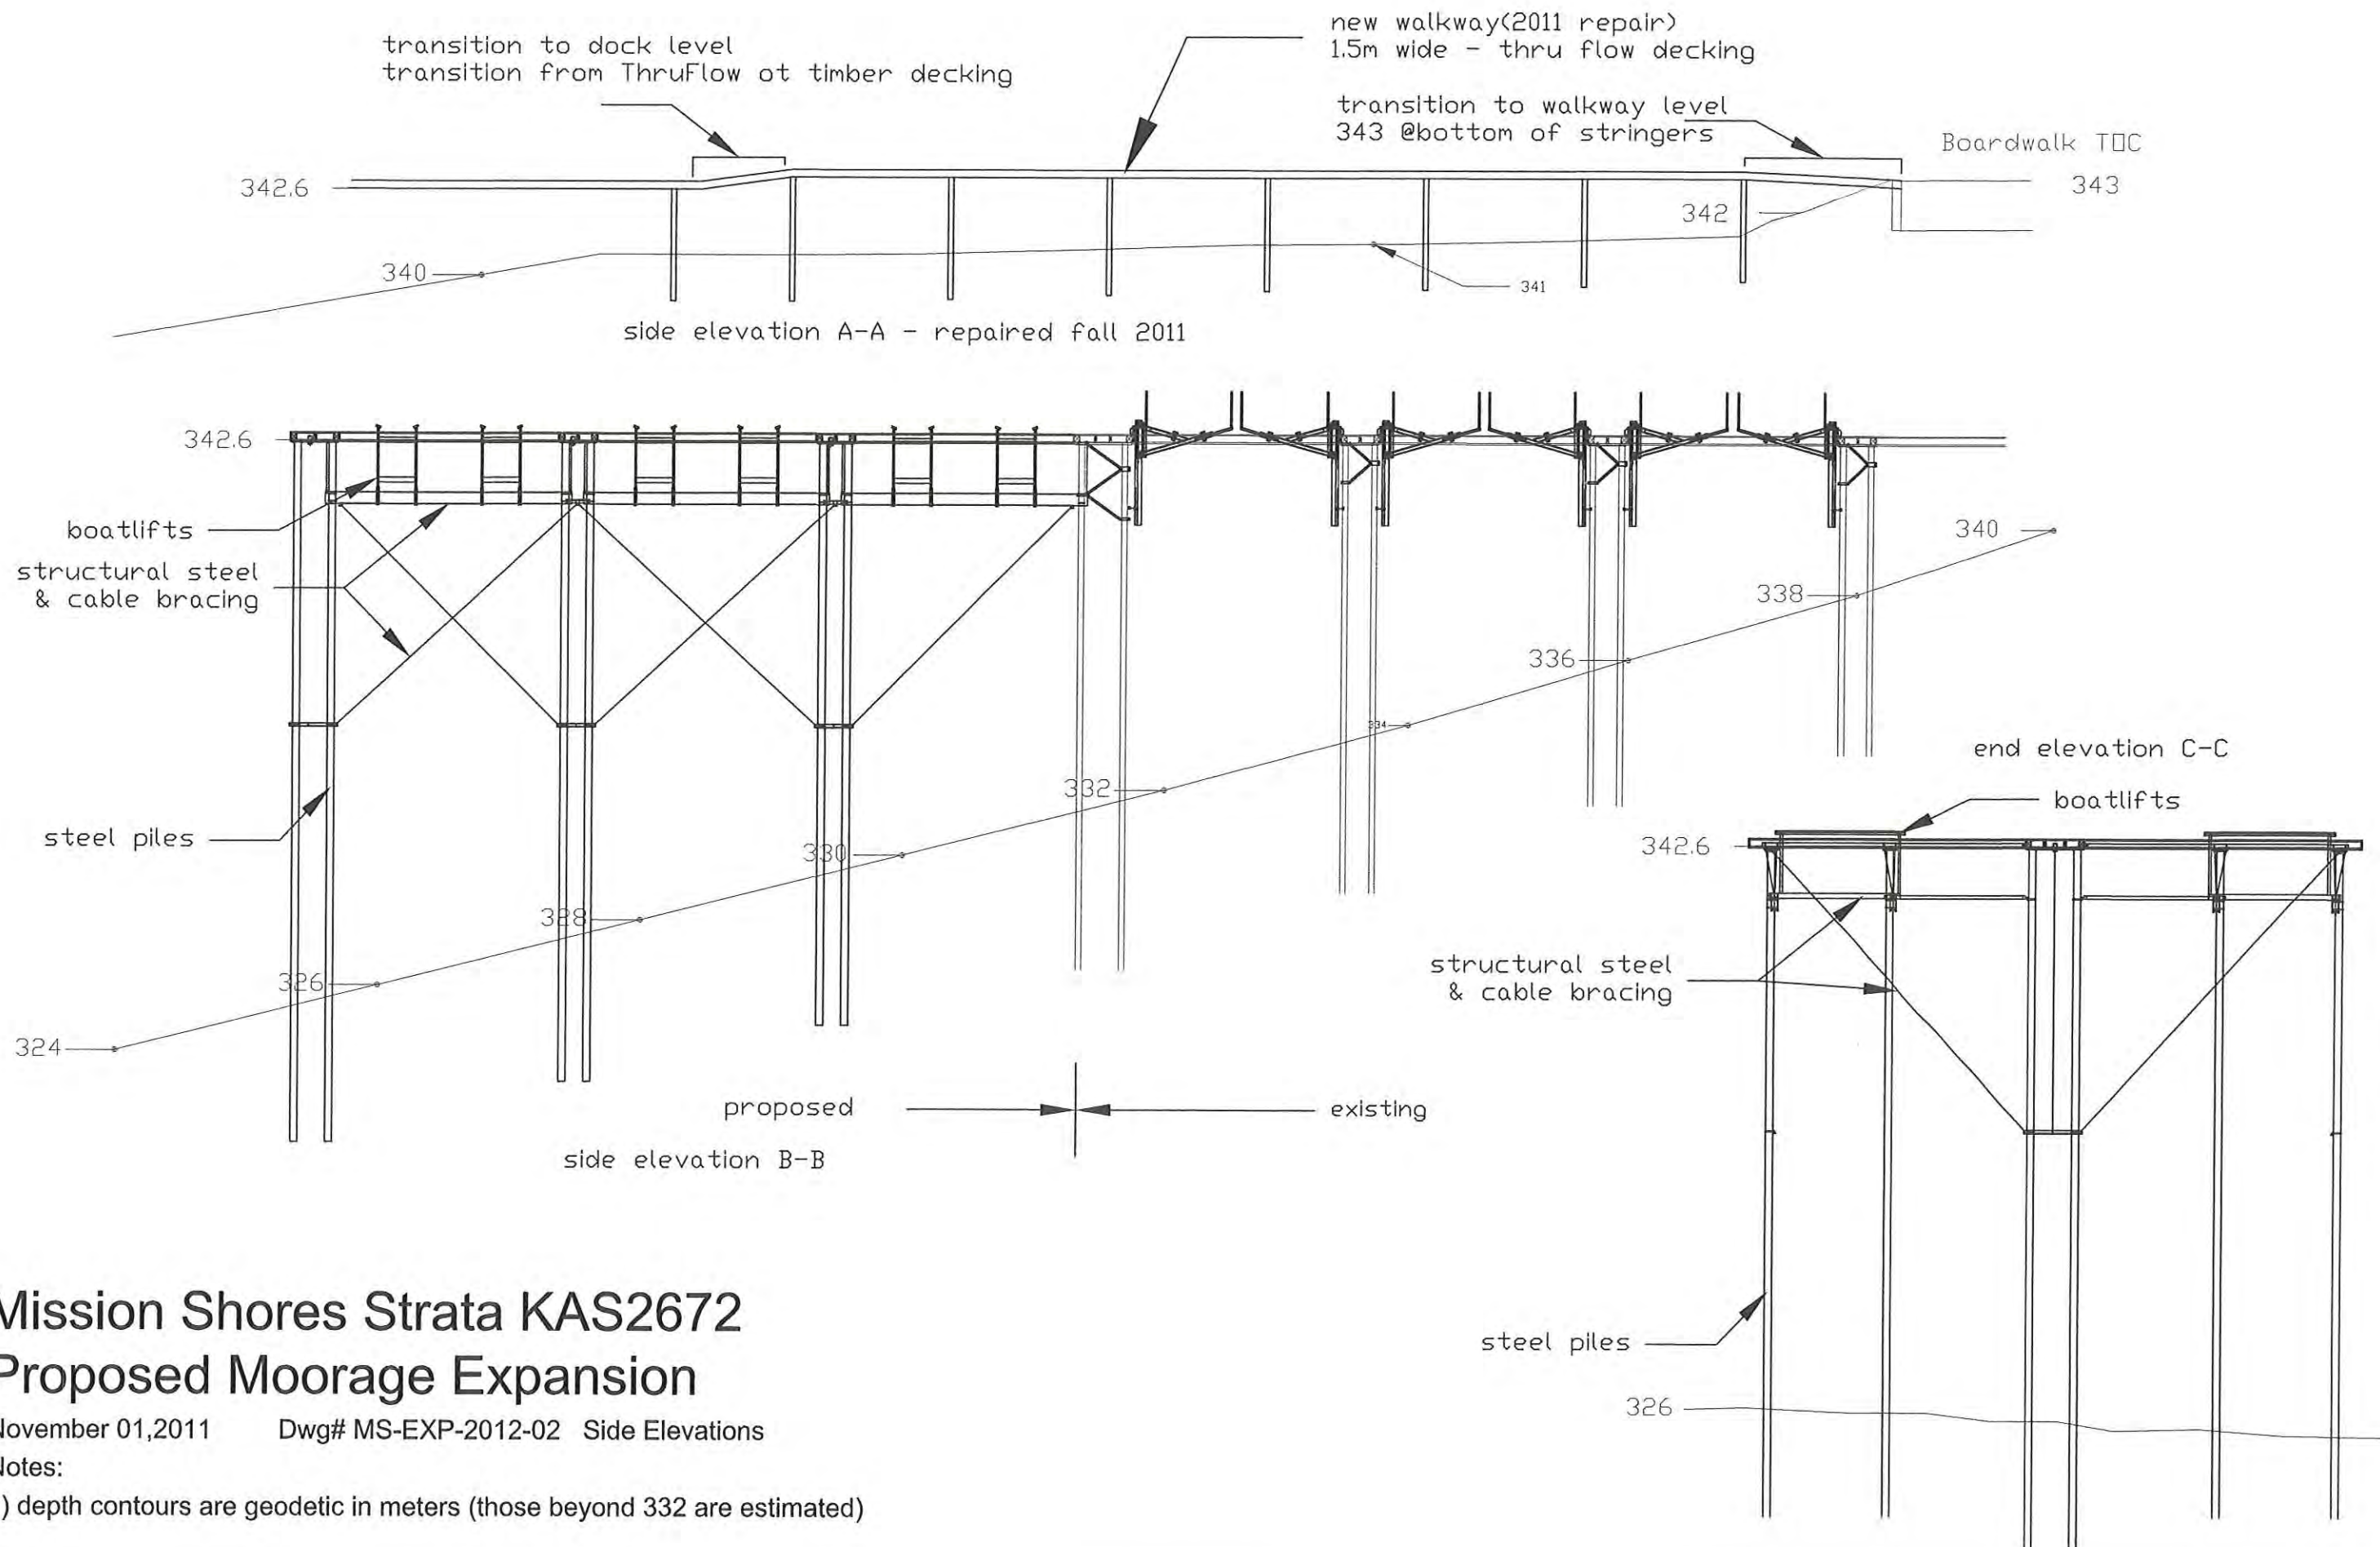 transition to dock level
transition from ThruFlow ot timber decking
new walkway(2011 repair)
1.5m wide - thru flow decking
transition to walkway level
343 @bottom of stringers
Boardwalk TOC
343
342.6
342
340
341
side elevation A-A - repaired fall 2011
342.6
boatlifts
structural steel
& cable bracing
steel piles
340
338
336
334
332
330
328
326
324
proposed
existing
side elevation B-B
end elevation C-C
boatlifts
342.6
structural steel
& cable bracing
steel piles
326
Mission Shores Strata KAS2672
Proposed Moorage Expansion
November 01,2011 Dwg# MS-EXP-2012-02 Side Elevations
Notes:
) depth contours are geodetic in meters (those beyond 332 are estimated)